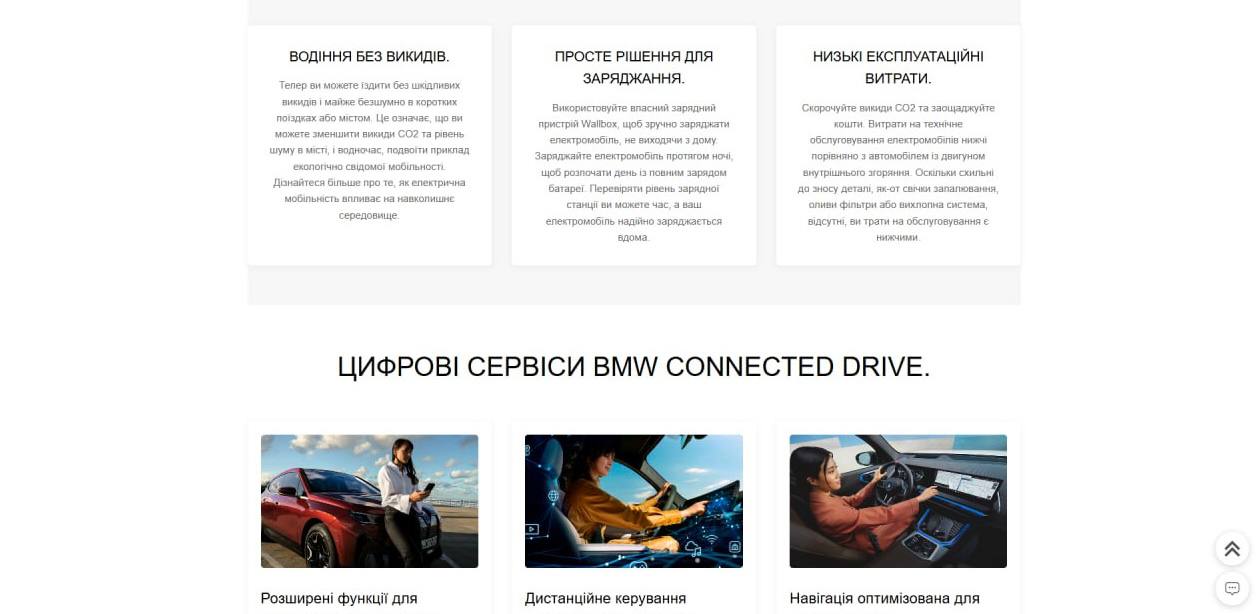 ВОДІННЯ БЕЗ ВИКИДІВ.
Тепер ви можете їздити без шкідливих
викидів і майже безшумно в коротких
поїздках або містом. Це означає, що ви
можете зменшити викиди CO2 та рівень
шуму в місті, і водночас, подвоїти приклад
екологічно свідомої мобільності.
Дізнайтеся більше про те, як електрична
мобільність впливає на навколишнє
середовище.
ПРОСТЕ РІШЕННЯ ДЛЯ
ЗАРЯДЖАННЯ.
Використовуйте власний зарядний
пристрій Wallbox, щоб зручно заряджати
електромобіль, не виходячи з дому.
Заряджайте електромобіль протягом ночі,
щоб розпочати день із повним зарядом
батареї. Перевіряти рівень зарядної
станції ви можете час, а ваш
електромобіль надійно заряджається
вдома.
НИЗЬКІ ЕКСПЛУАТАЦІЙНІ
ВИТРАТИ.
Скорочуйте викиди CO2 та заощаджуйте
кошти. Витрати на технічне
обслуговування електромобілів нижчі
порівняно з автомобілем із двигуном
внутрішнього згоряння. Оскільки схильні
до зносу деталі, як-от свічки запалювання,
оливи фільтри або вихлопна система,
відсутні, ви трати на обслуговування є
нижчими.
ЦИФРОВІ СЕРВІСИ BMW CONNECTED DRIVE.
Розширені функції для
Дистанційне керування
Навігація оптимізована для